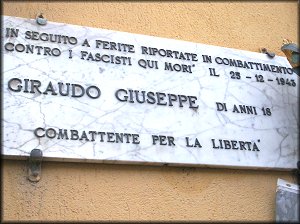 IN SEGUITO A FERITE RIPORTATE IN COMBATTIMENTO
CONTRO I FASCISTI QUI MORI' IL 25-12-1943
GIRAUDO GIUSEPPE DI ANNI 18
COMBATTENTE PER LA LIBERTA'